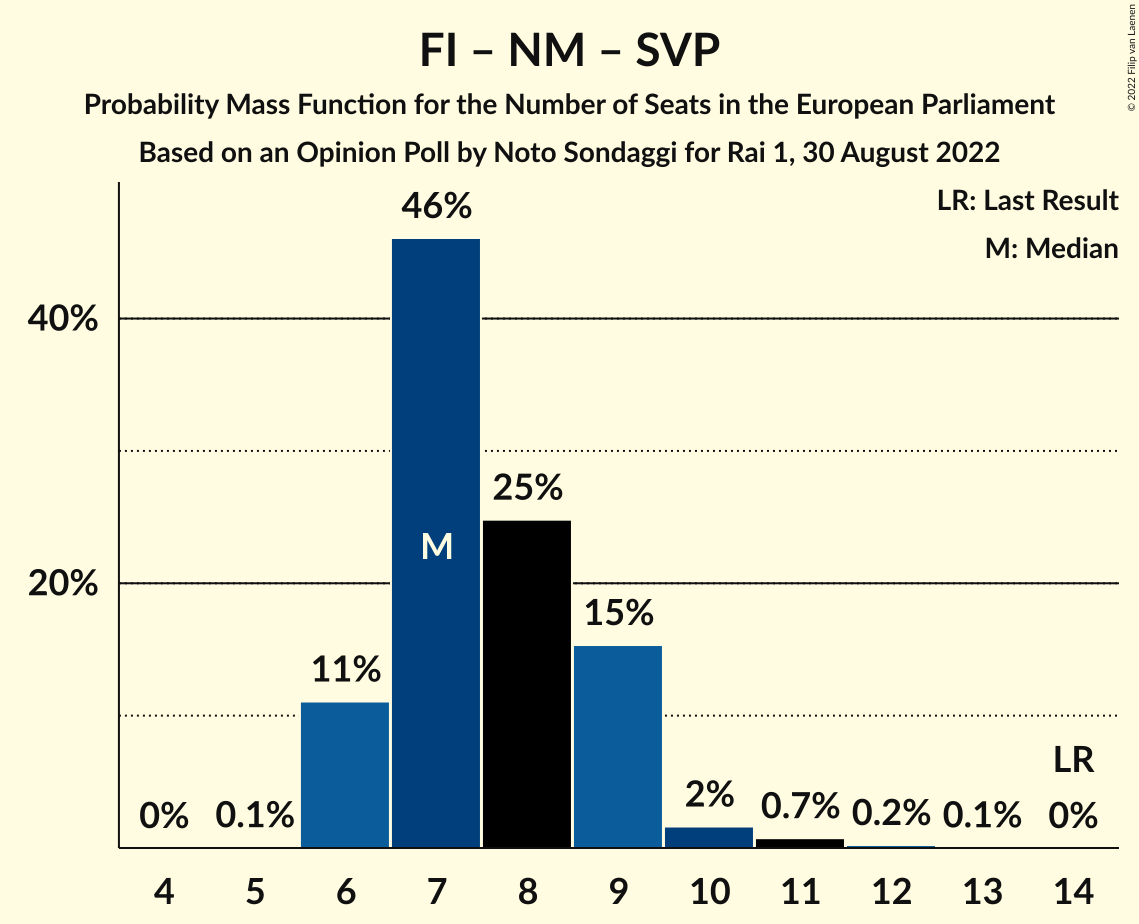 FI – NM – SVP
Probability Mass Function for the Number of Seats in the European Parliament
Based on an Opinion Poll by Noto Sondaggi for Rai 1, 30 August 2022
© 2022 Filip van Laenen
LR: Last Result
M: Median
46%
40%
25%
M
20%
15%
11%
LR
0%
0.1%
2%
0.7%
0.2%
0.1%
0%
4 5 6 7 8 9 10 11 12 13 14